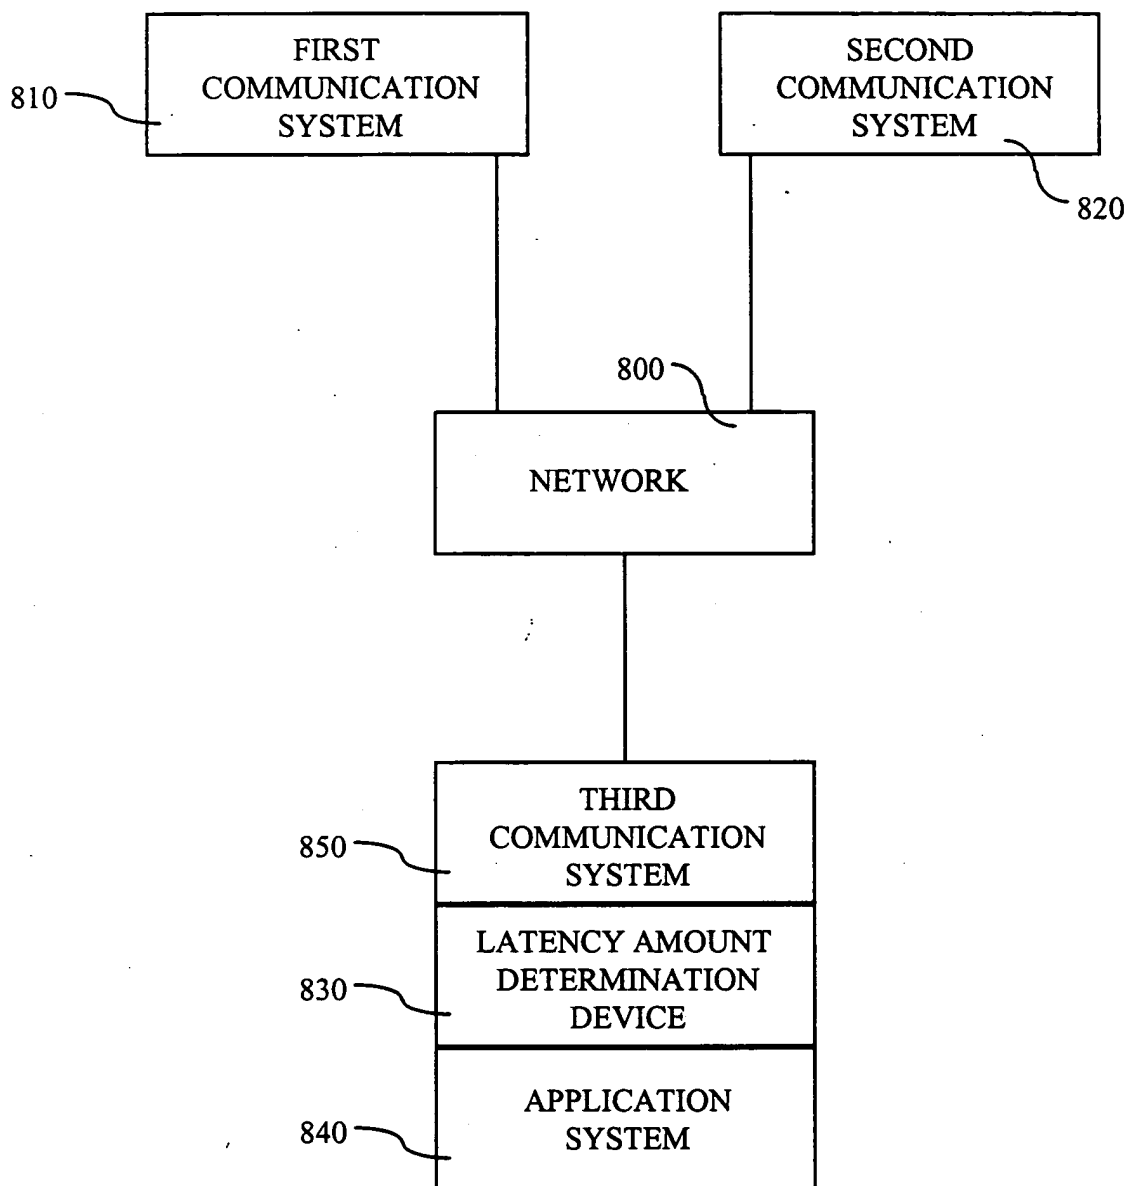 FIRST
COMMUNICATION
SYSTEM
810
SECOND
COMMUNICATION
SYSTEM
820
800
NETWORK
THIRD
COMMUNICATION
SYSTEM
850
LATENCY AMOUNT
DETERMINATION
DEVICE
830
APPLICATION
SYSTEM
840